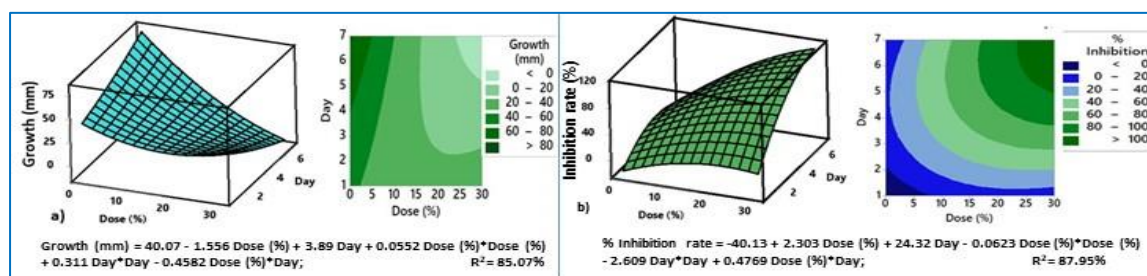 Growth (mm)
75
50
25
0
0
10
20
30
Dose (%)
2
4
6
Day
a)
Day
7
6
5
4
3
2
1
0 5 10 15 20 25 30
Dose (%)
Growth
(mm)
< 0
0 – 20
20 – 40
40 – 60
60 – 80
> 80
Growth (mm) = 40.07 - 1.556 Dose (%) + 3.89 Day + 0.0552 Dose (%)*Dose (%)
+ 0.311 Day*Day - 0.4582 Dose (%)*Day; R²= 85.07%
Inhibition rate (%)
120
80
40
0
0
10
20
30
Dose (%)
2
4
6
Day
b)
Day
7
6
5
4
3
2
1
0 5 10 15 20 25 30
Dose (%)
%
Inhibition
< 0
0 – 20
20 – 40
40 – 60
60 – 80
80 – 100
> 100
% Inhibition rate = -40.13 + 2.303 Dose (%) + 24.32 Day - 0.0623 Dose (%)*Dose (%)
- 2.609 Day*Day + 0.4769 Dose (%)*Day; R²= 87.95%